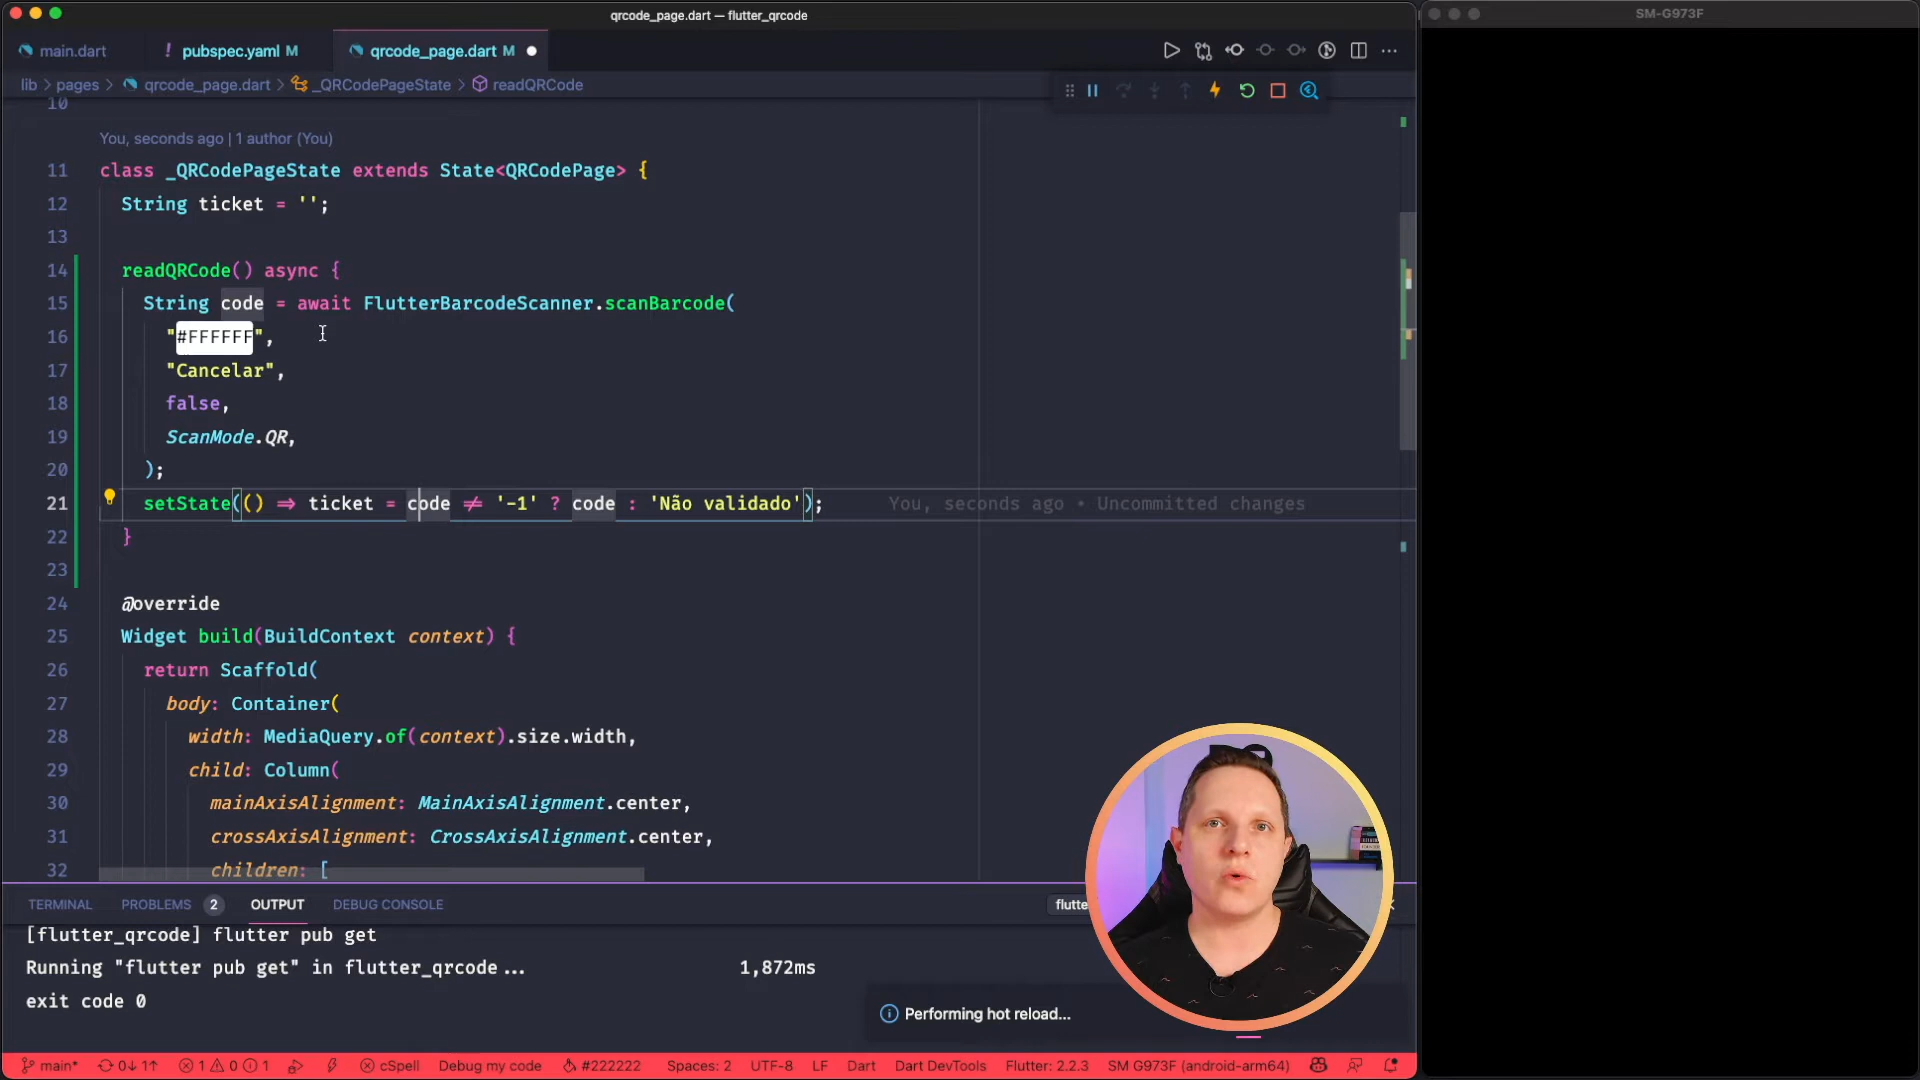 qrcode_page.dart — flutter_qrcode
SM-G973F
main.dart
! pubspec.yaml M
qrcode_page.dart M
lib > pages > qrcode_page.dart > _QRCodePageState > readQRCode
10
You, seconds ago | 1 author (You)
11 class _QRCodePageState extends State<QRCodePage> {
12 String ticket = '';
13
14 readQRCode() async {
15 String code = await FlutterBarcodeScanner.scanBarcode(
16 "#FFFFFF",
17 "Cancelar",
18 false,
19 ScanMode.QR,
20 );
21 setState(() => ticket = code != '-1' ? code : 'Não validado'); You, seconds ago • Uncommitted changes
22 }
23
24 @override
25 Widget build(BuildContext context) {
26 return Scaffold(
27 body: Container(
28 width: MediaQuery.of(context).size.width,
29 child: Column(
30 mainAxisAlignment: MainAxisAlignment.center,
31 crossAxisAlignment: CrossAxisAlignment.center,
32 children: [
TERMINAL PROBLEMS 2 OUTPUT DEBUG CONSOLE
[flutter_qrcode] flutter pub get
Running "flutter pub get" in flutter_qrcode... 1,872ms
exit code 0
Performing hot reload...
main* 0↓ 1↑ 1 0 1 cSpell Debug my code #222222 Spaces: 2 UTF-8 LF Dart Dart DevTools Flutter: 2.2.3 SM G973F (android-arm64)